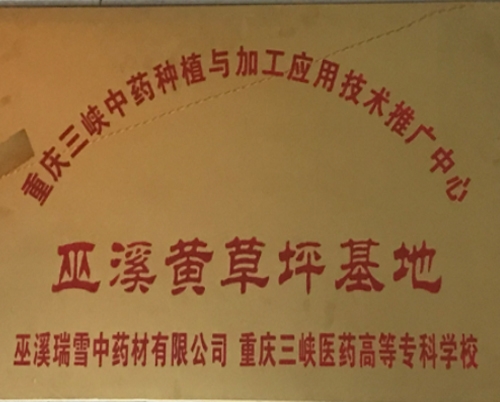 重庆三峡中药种植与加工应用技术推广中心
巫溪黄草坪基地
巫溪瑞雪中药材有限公司 重庆三峡医药高等专科学校